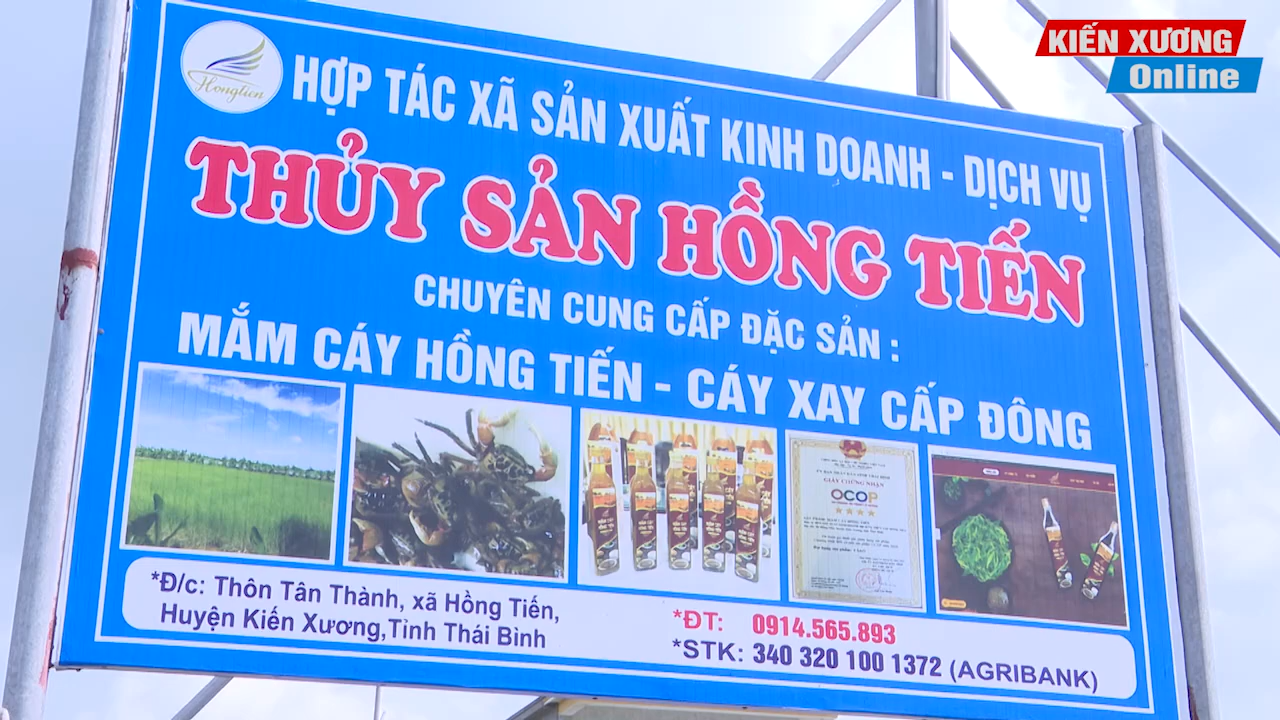 KIẾN XƯƠNG
Online
Hongtien
HỢP TÁC XÃ SẢN XUẤT KINH DOANH - DỊCH VỤ
THỦY SẢN HỒNG TIẾN
CHUYÊN CUNG CẤP ĐẶC SẢN :
MẮM CÁY HỒNG TIẾN - CÁY XAY CẤP ĐÔNG
GIẤY CHỨNG NHẬN
OCOP
*Đ/c: Thôn Tân Thành, xã Hồng Tiến,
Huyện Kiến Xương,Tỉnh Thái Bình
*ĐT: 0914.565.893
*STK: 340 320 100 1372 (AGRIBANK)